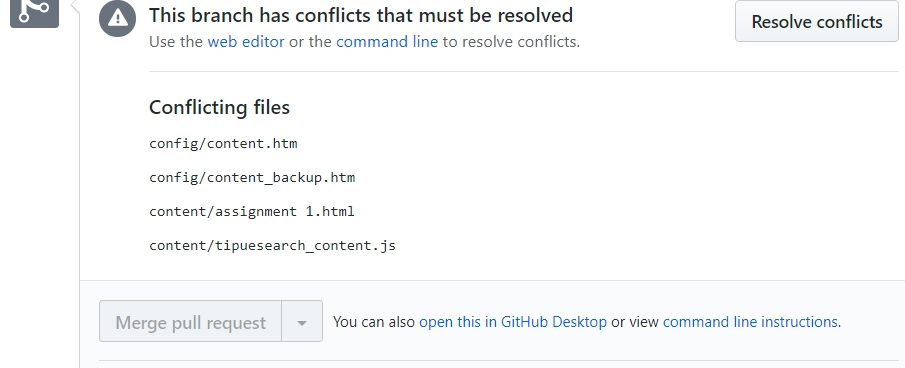 This branch has conflicts that must be resolved
Resolve conflicts
Use the web editor or the command line to resolve conflicts.
Conflicting files
config/content.htm
config/content_backup.htm
content/assignment 1.html
content/tipuesearch_content.js
Merge pull request
You can also open this in GitHub Desktop or view command line instructions.